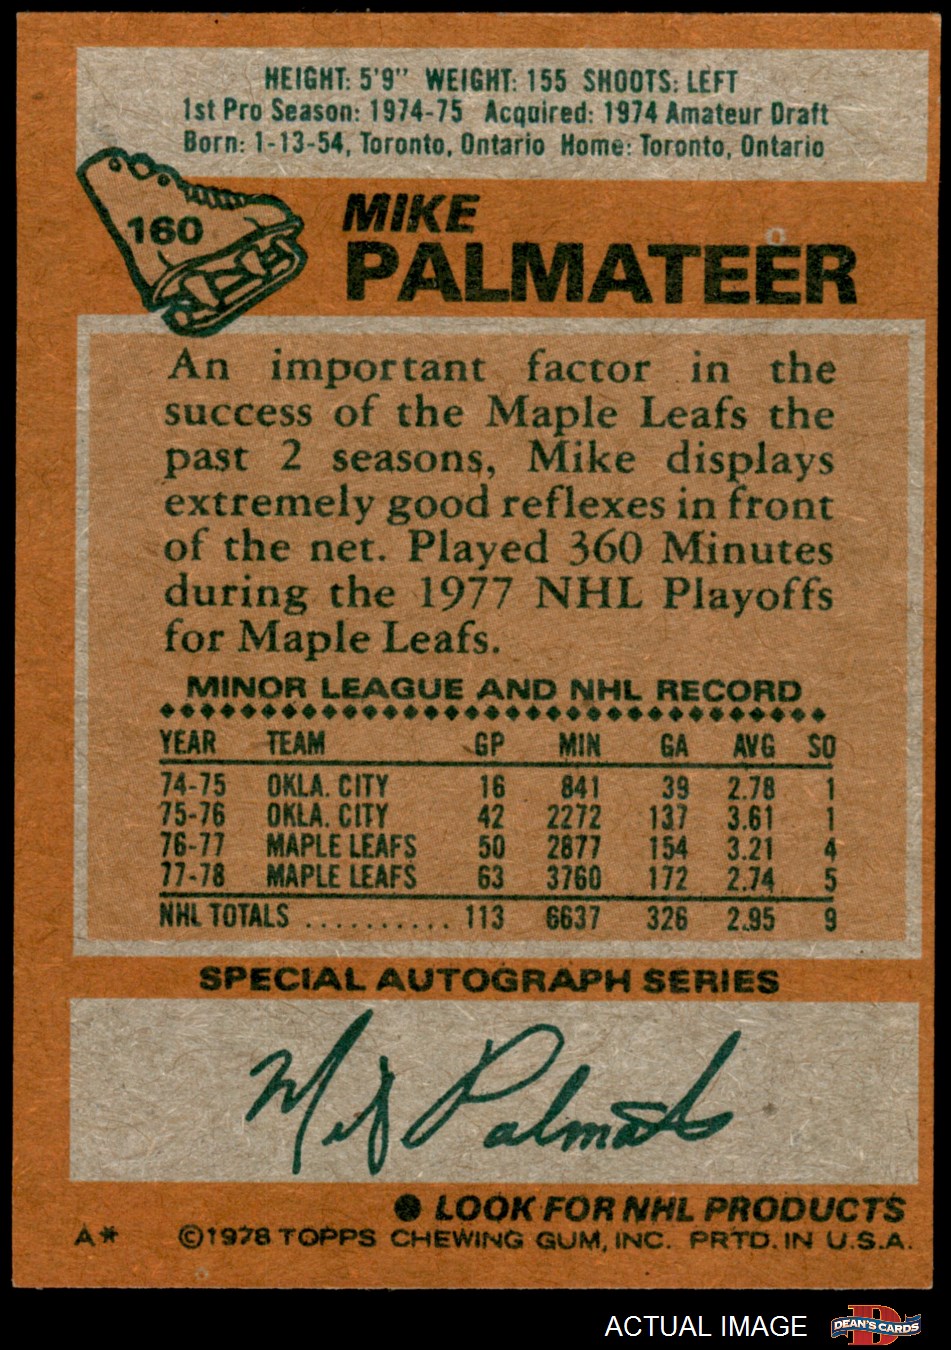 HEIGHT: 5'9" WEIGHT: 155 SHOOTS: LEFT
1st Pro Season: 1974-75 Acquired: 1974 Amateur Draft
Born: 1-13-54, Toronto, Ontario Home: Toronto, Ontario
160
MIKE
PALMATEER
An important factor in the
success of the Maple Leafs the
past 2 seasons, Mike displays
extremely good reflexes in front
of the net. Played 360 Minutes
during the 1977 NHL Playoffs
for Maple Leafs.
MINOR LEAGUE AND NHL RECORD
YEAR TEAM GP MIN GA AVG SO
74-75 OKLA. CITY 16 841 39 2.78 1
75-76 OKLA. CITY 42 2272 137 3.61 1
76-77 MAPLE LEAFS 50 2877 154 3.21 4
77-78 MAPLE LEAFS 63 3760 172 2.74 5
NHL TOTALS .......... 113 6637 326 2.95 9
SPECIAL AUTOGRAPH SERIES
Mike Palmateer
● LOOK FOR NHL PRODUCTS
A* ©1978 TOPPS CHEWING GUM, INC. PRTD. IN U.S.A.
ACTUAL IMAGE DEAN'S CARDS